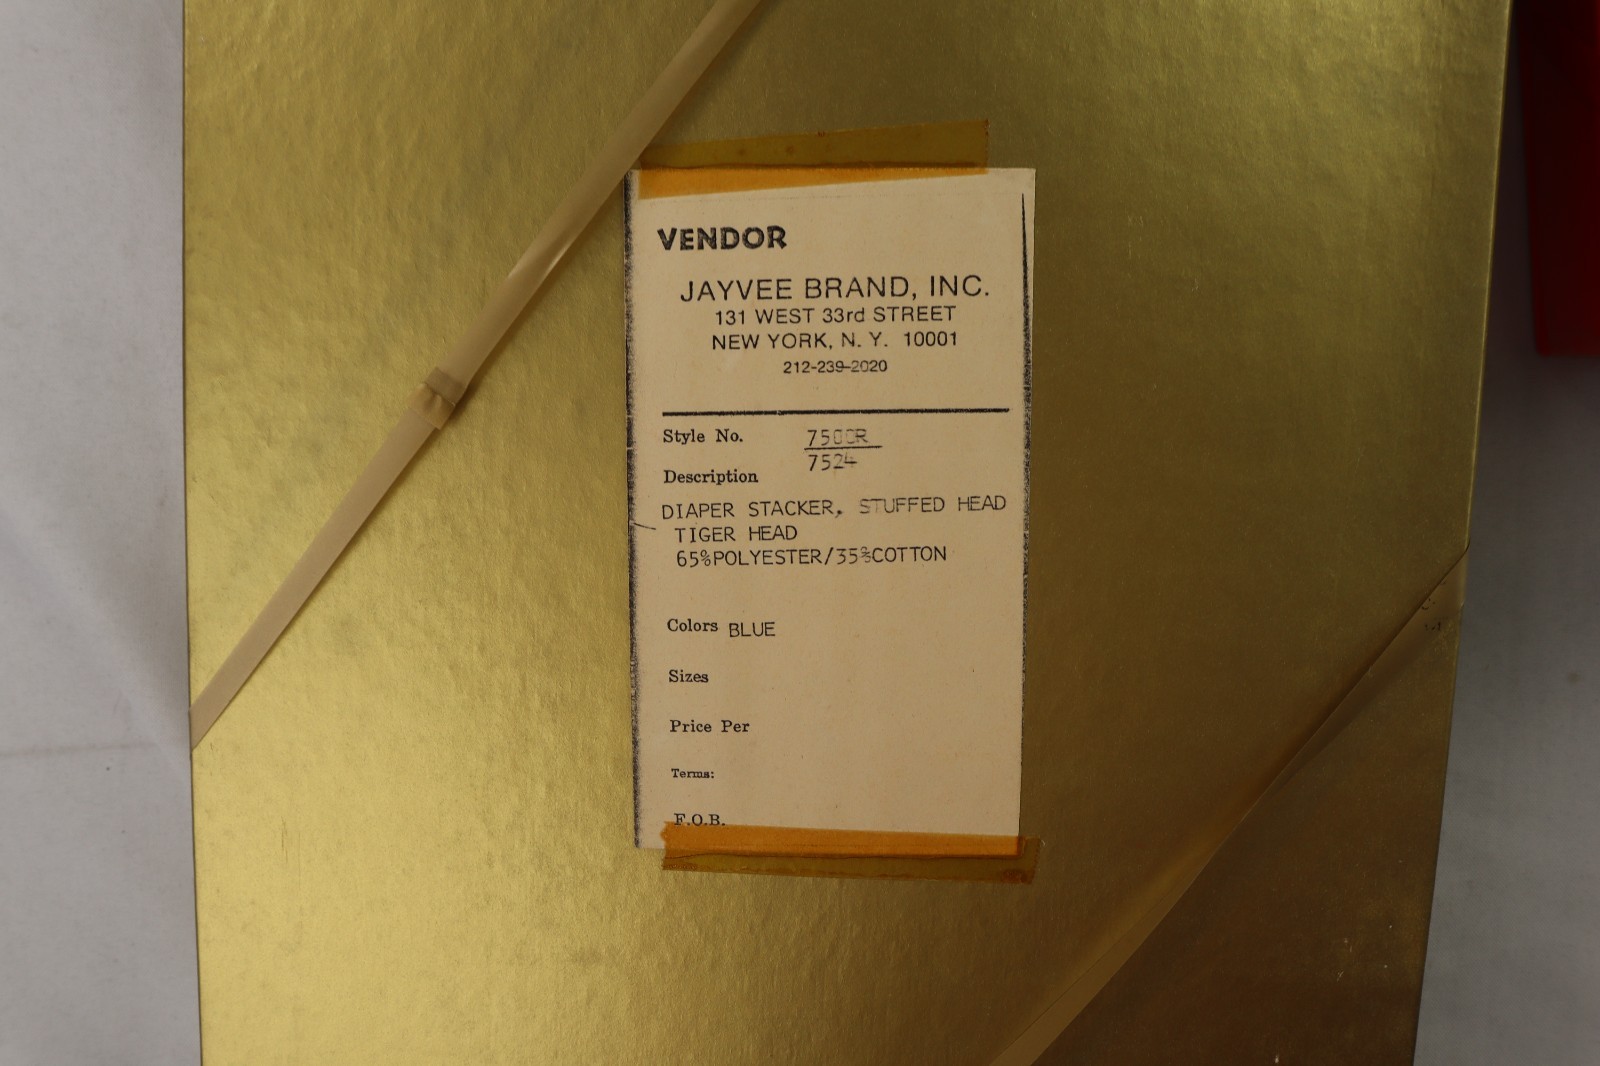 VENDOR
JAYVEE BRAND, INC.
131 WEST 33rd STREET
NEW YORK, N. Y. 10001
212-239-2020
Style No. 7500R
7524
Description
DIAPER STACKER, STUFFED HEAD
TIGER HEAD
65%POLYESTER/35%COTTON
Colors BLUE
Sizes
Price Per
Terms:
F.O.B.